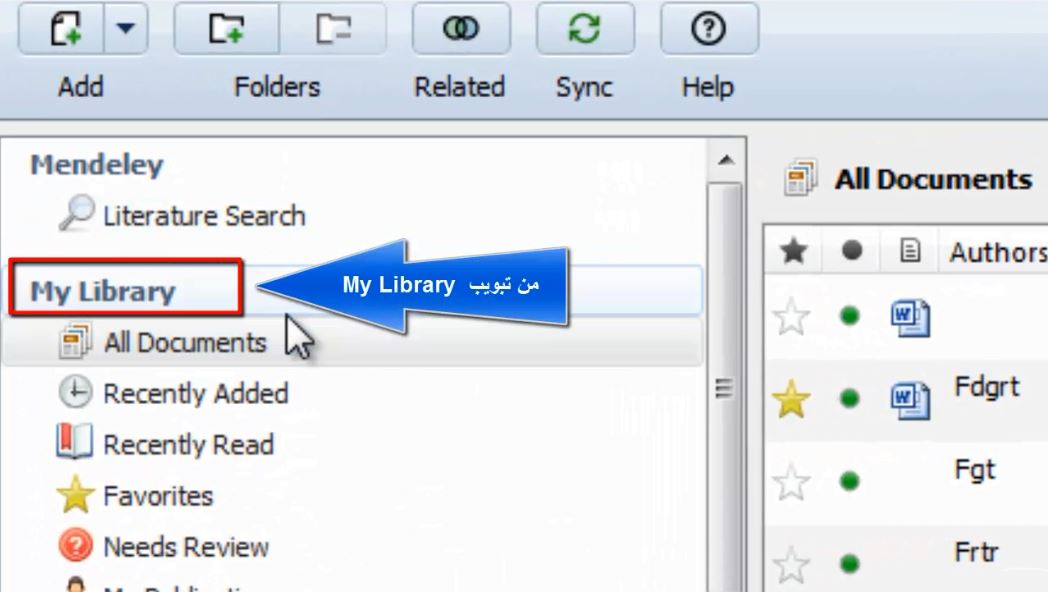 Add
Folders
Related
Sync
Help
Mendeley
Literature Search
My Library
من تبويب My Library
All Documents
Recently Added
Recently Read
Favorites
Needs Review
All Documents
Authors
Fdgrt
Fgt
Frtr